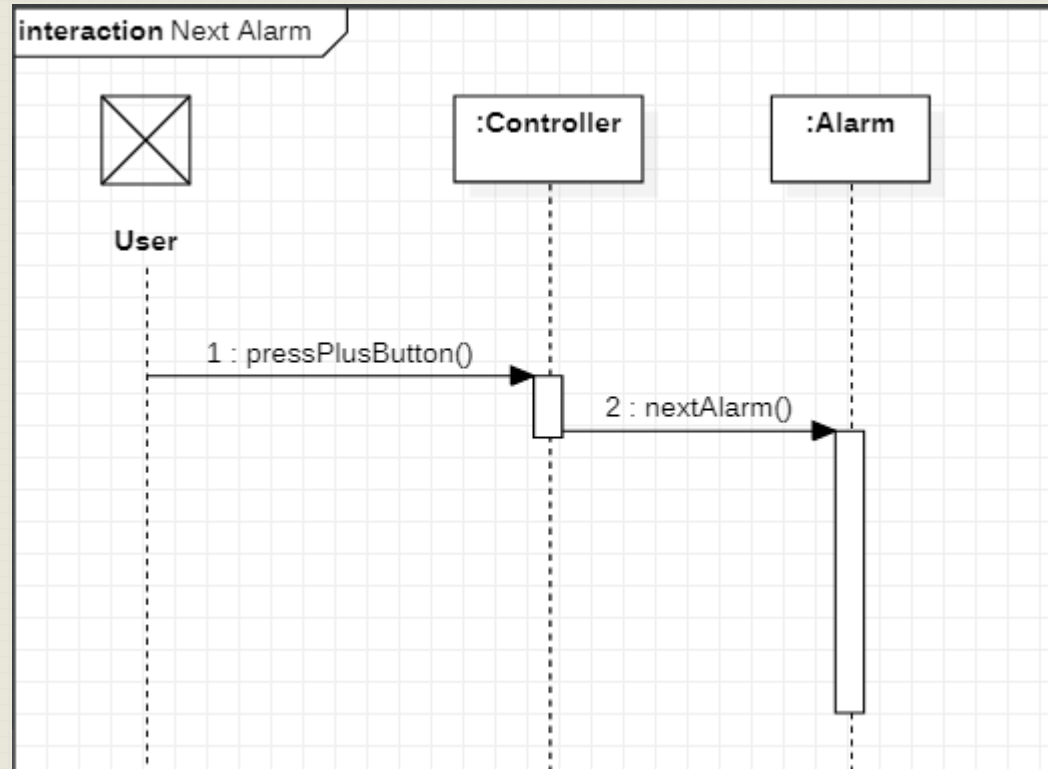 interaction Next Alarm
:Controller
:Alarm
User
1 : pressPlusButton()
2 : nextAlarm()